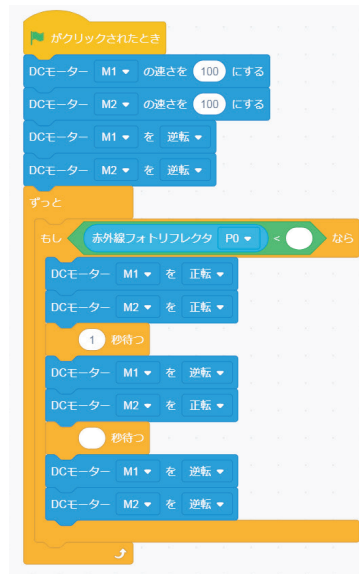 がクリックされたとき
DCモーター M1 の速さを 100 にする
DCモーター M2 の速さを 100 にする
DCモーター M1 を 逆転
DCモーター M2 を 逆転
ずっと
もし 赤外線フォトリフレクタ P0 < なら
DCモーター M1 を 正転
DCモーター M2 を 正転
1 秒待つ
DCモーター M1 を 逆転
DCモーター M2 を 正転
秒待つ
DCモーター M1 を 逆転
DCモーター M2 を 逆転